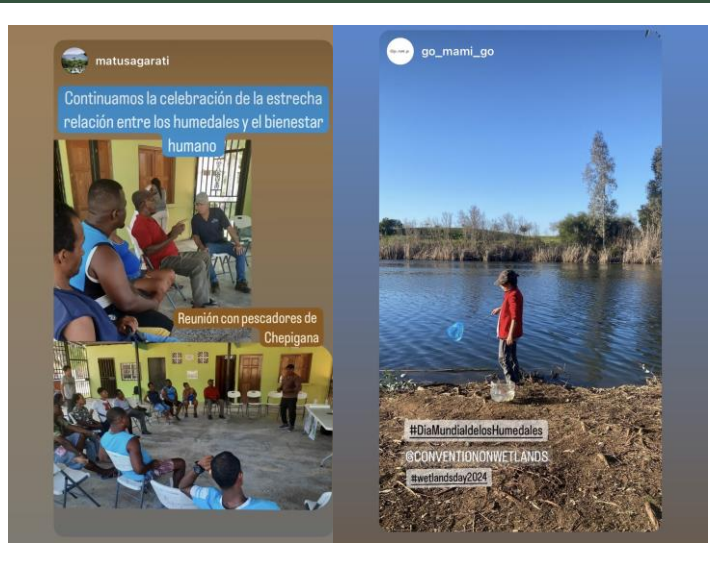 matusagarati
Continuamos la celebración de la estrecha
relación entre los humedales y el bienestar
humano
Reunión con pescadores de
Chepigana
go_mami_go
#DiaMundialdelosHumedales
@CONVENTIONONWETLANDS
#wetlandsday2024